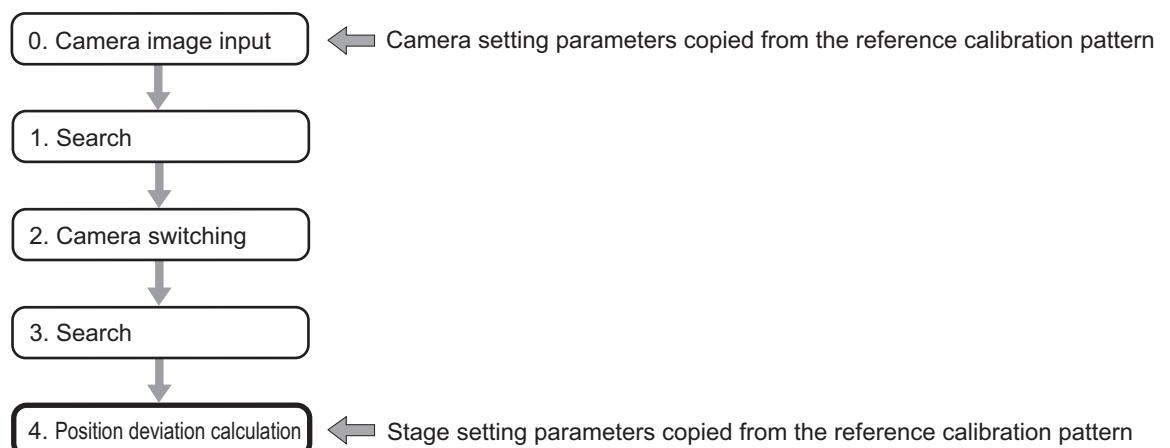 0. Camera image input
Camera setting parameters copied from the reference calibration pattern
1. Search
2. Camera switching
3. Search
4. Position deviation calculation
Stage setting parameters copied from the reference calibration pattern